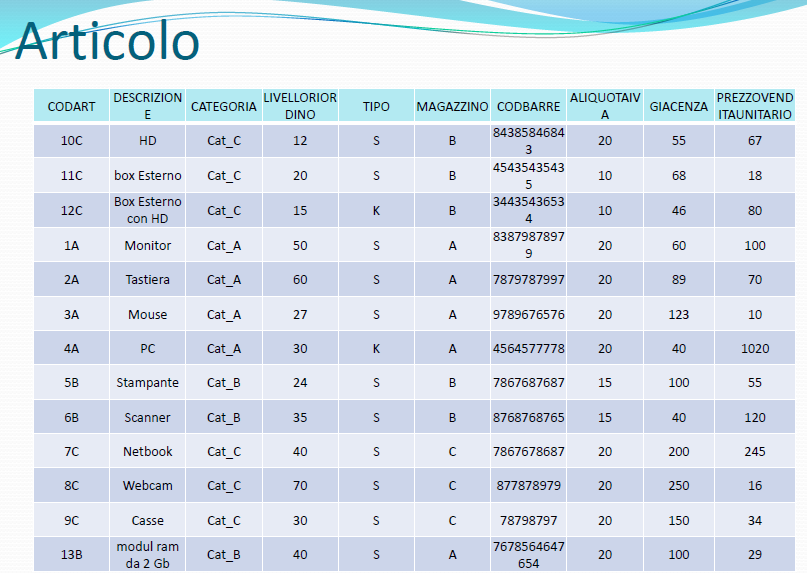 Articolo
CODART DESCRIZIONE CATEGORIA LIVELLORIORDINO TIPO MAGAZZINO CODBARRE ALIQUOTAIVA GIACENZA PREZZOVENDITAUNITARIO
10C HD Cat_C 12 S B 84385846843 20 55 67
11C box Esterno Cat_C 20 S B 45435435435 10 68 18
12C Box Esterno con HD Cat_C 15 K B 34435436534 10 46 80
1A Monitor Cat_A 50 S A 83879878979 20 60 100
2A Tastiera Cat_A 60 S A 7879787997 20 89 70
3A Mouse Cat_A 27 S A 9789676576 20 123 10
4A PC Cat_A 30 K A 4564577778 20 40 1020
5B Stampante Cat_B 24 S B 7867687687 15 100 55
6B Scanner Cat_B 35 S B 8768768765 15 40 120
7C Netbook Cat_C 40 S C 7867678687 20 200 245
8C Webcam Cat_C 70 S C 877878979 20 250 16
9C Casse Cat_C 30 S C 78798797 20 150 34
13B modul ram da 2 Gb Cat_B 40 S A 7678564647654 20 100 29